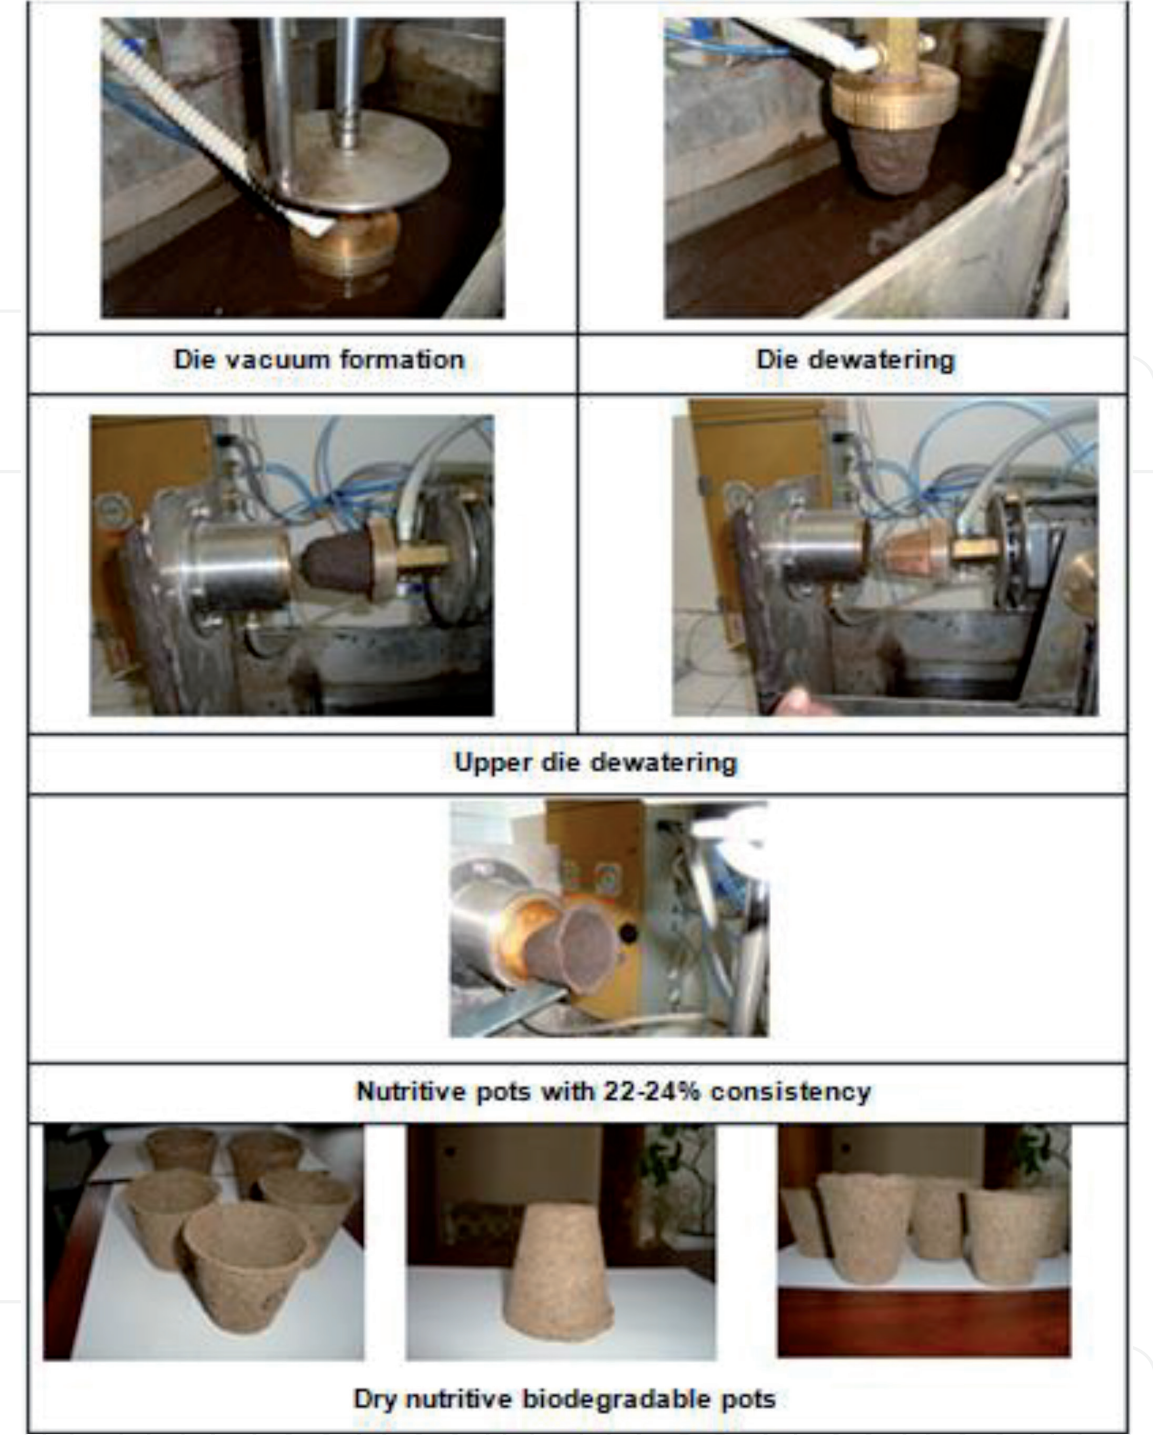 Die vacuum formation
Die dewatering
Upper die dewatering
Nutritive pots with 22-24% consistency
Dry nutritive biodegradable pots